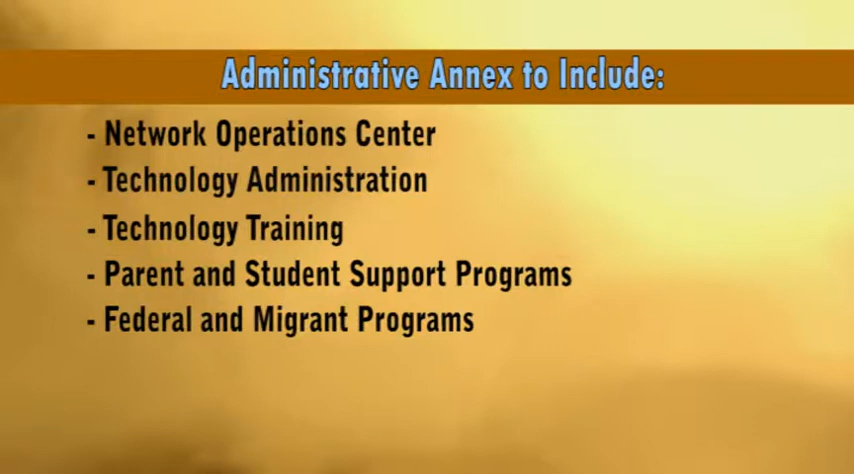 Administrative Annex to Include:
- Network Operations Center
- Technology Administration
- Technology Training
- Parent and Student Support Programs
- Federal and Migrant Programs